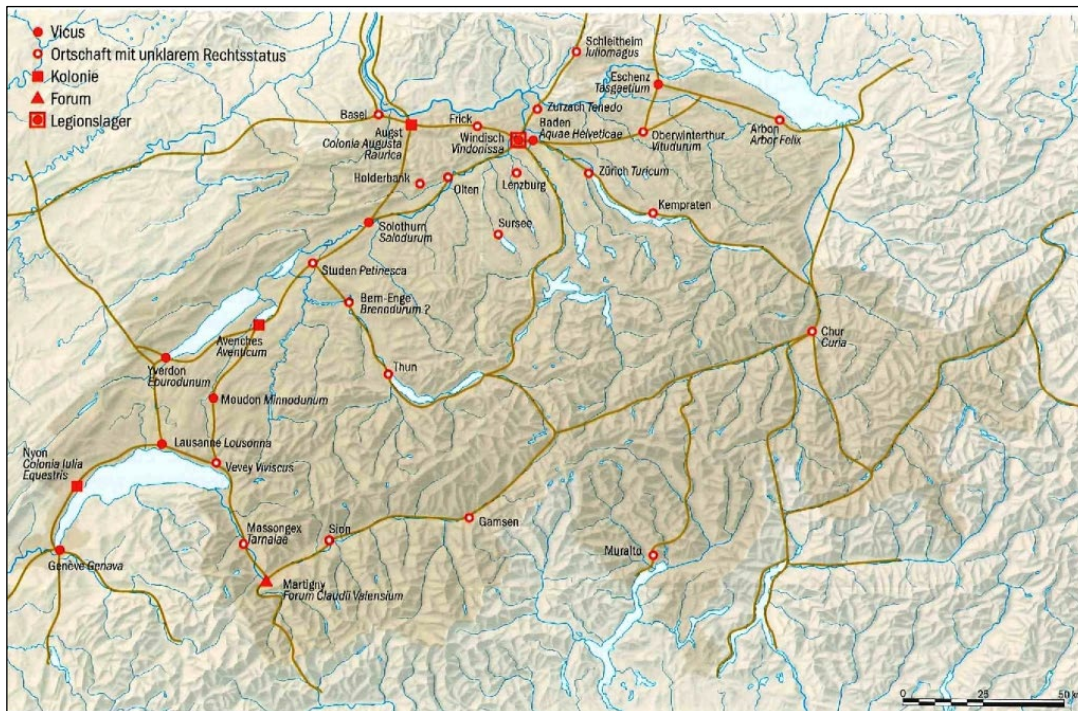 Vicus
Ortschaft mit unklarem Rechtsstatus
Kolonie
Forum
Legionslager
Schleitheim
Iuliomagus
Eschenz
Tasgaetium
Zurzach Tenedo
Basel
Augst
Colonia Augusta
Raurica
Frick
Windisch
Vindonissa
Baden
Aquae Helveticae
Oberwinterthur
Vitudurum
Arbon
Arbor Felix
Holderbank
Olten
Lenzburg
Zürich Turicum
Kempraten
Solothurn
Salodurum
Sursee
Studen Petinesca
Bern-Enge
Brenodurum ?
Avenches
Aventicum
Chur
Curia
Yverdon
Eburodunum
Thun
Moudon Minnodunum
Lausanne Lousonna
Nyon
Colonia Iulia
Equestris
Vevey Viviscus
Massongex
Tarnaiae
Sion
Gamsen
Muralto
Genève Genava
Martigny
Forum Claudii Valensium
0 25 50 km